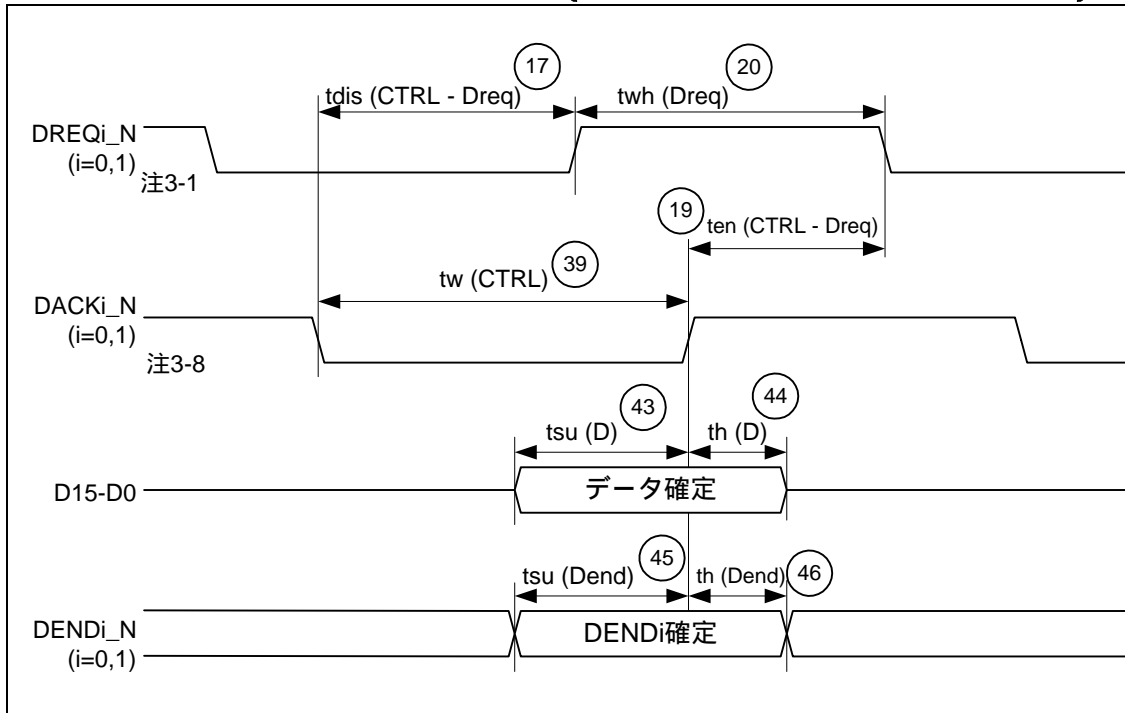 17
20
tdis (CTRL - Dreq)
twh (Dreq)
DREQi_N
(i=0,1)
注3-1
19
ten (CTRL - Dreq)
39
tw (CTRL)
DACKi_N
(i=0,1)
注3-8
43
44
tsu (D)
th (D)
D15-D0
データ確定
45
46
tsu (Dend)
th (Dend)
DENDi_N
(i=0,1)
DENDi確定